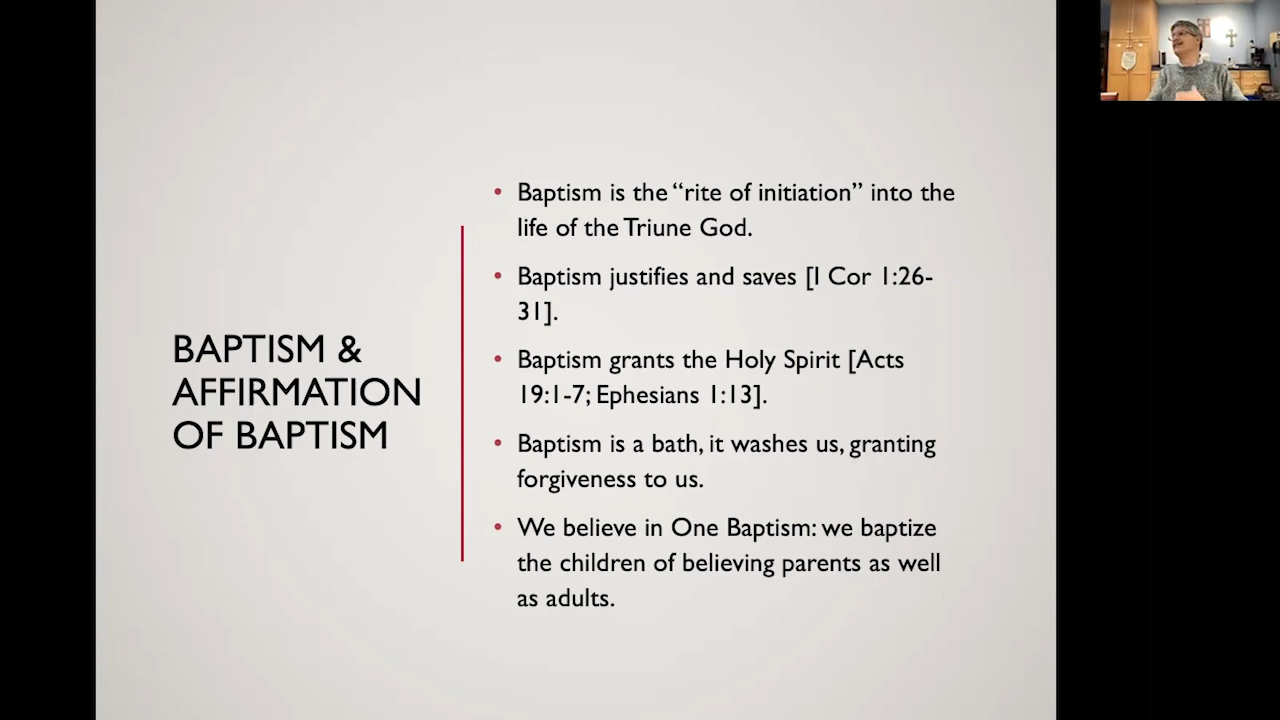 BAPTISM &
AFFIRMATION
OF BAPTISM
• Baptism is the “rite of initiation” into the
life of the Triune God.
• Baptism justifies and saves [I Cor 1:26-
31].
• Baptism grants the Holy Spirit [Acts
19:1-7; Ephesians 1:13].
• Baptism is a bath, it washes us, granting
forgiveness to us.
• We believe in One Baptism: we baptize
the children of believing parents as well
as adults.